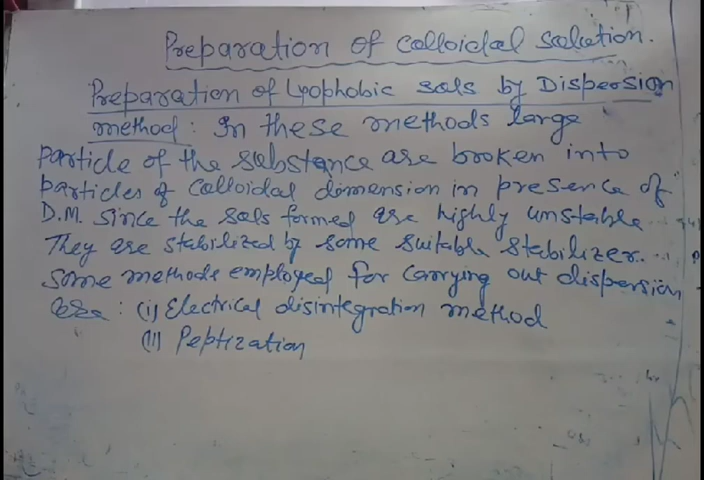 Preparation of Colloidal Solution.
Preparation of Lyophobic sols by Dispersion
method: In these methods large
Particle of the substance are broken into
particles of colloidal dimension in presence of
D.M. Since the sols formed are highly unstable
They are stabilized by some suitable stabilizer.
some methods employed for carrying out dispersion
: (i) Electrical disintegration method
(ii) Peptization